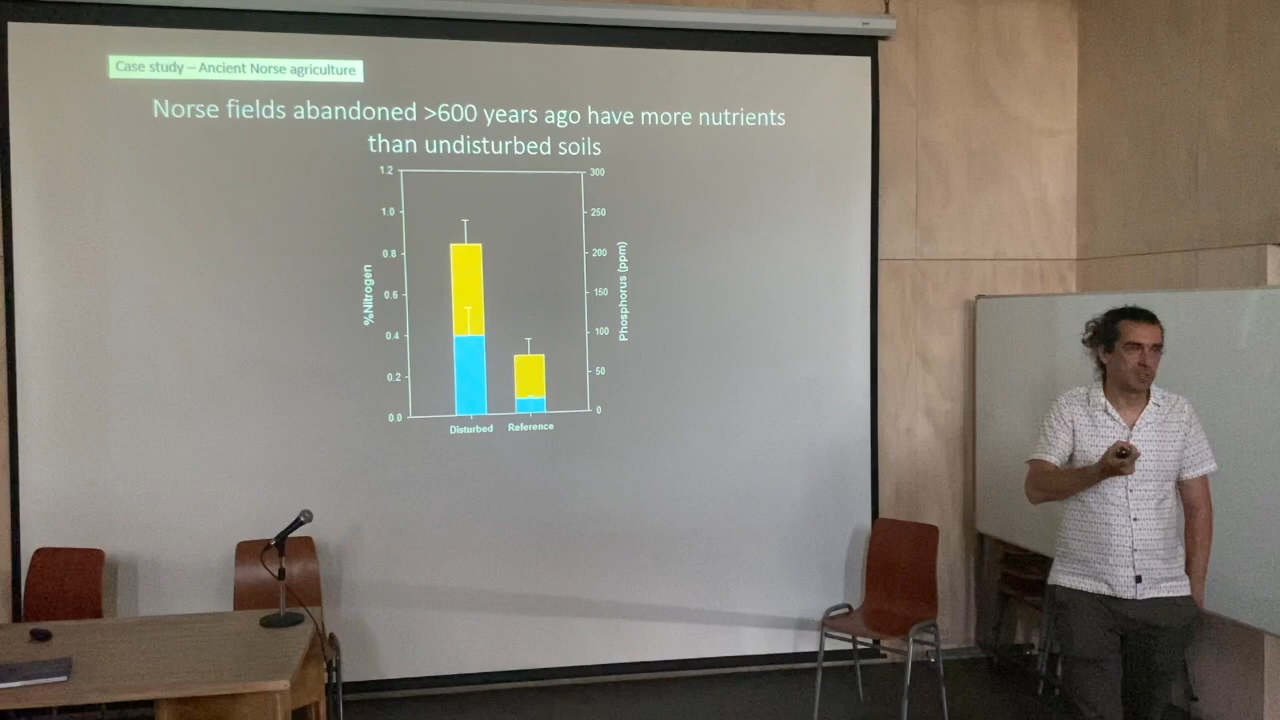 Case study – Ancient Norse agriculture
Norse fields abandoned >600 years ago have more nutrients
than undisturbed soils
1.2
1.0
0.8
0.6
0.4
0.2
0.0
%Nitrogen
300
250
200
150
100
50
0
Phosphorus (ppm)
Disturbed
Reference